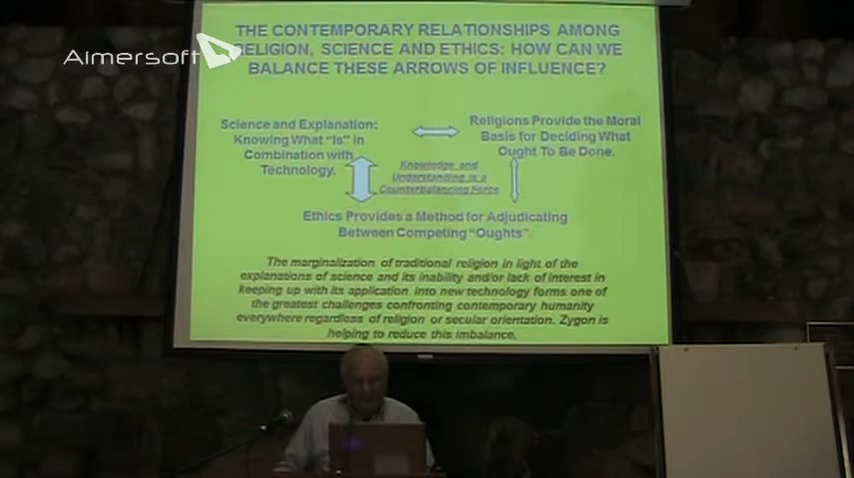 Aimersoft
THE CONTEMPORARY RELATIONSHIPS AMONG
RELIGION, SCIENCE AND ETHICS: HOW CAN WE
BALANCE THESE ARROWS OF INFLUENCE?
Science and Explanation:
Knowing What "Is" in
Combination with
Technology.
Religions Provide the Moral
Basis for Deciding What
Ought To Be Done.
Knowledge and
Understanding is a
Counterbalancing Force
Ethics Provides a Method for Adjudicating
Between Competing "Oughts"
The marginalization of traditional religion in light of the
explanations of science and its inability and/or lack of interest in
keeping up with its application into new technology forms one of
the greatest challenges confronting contemporary humanity
everywhere regardless of religion or secular orientation. Zygon is
helping to reduce this imbalance.